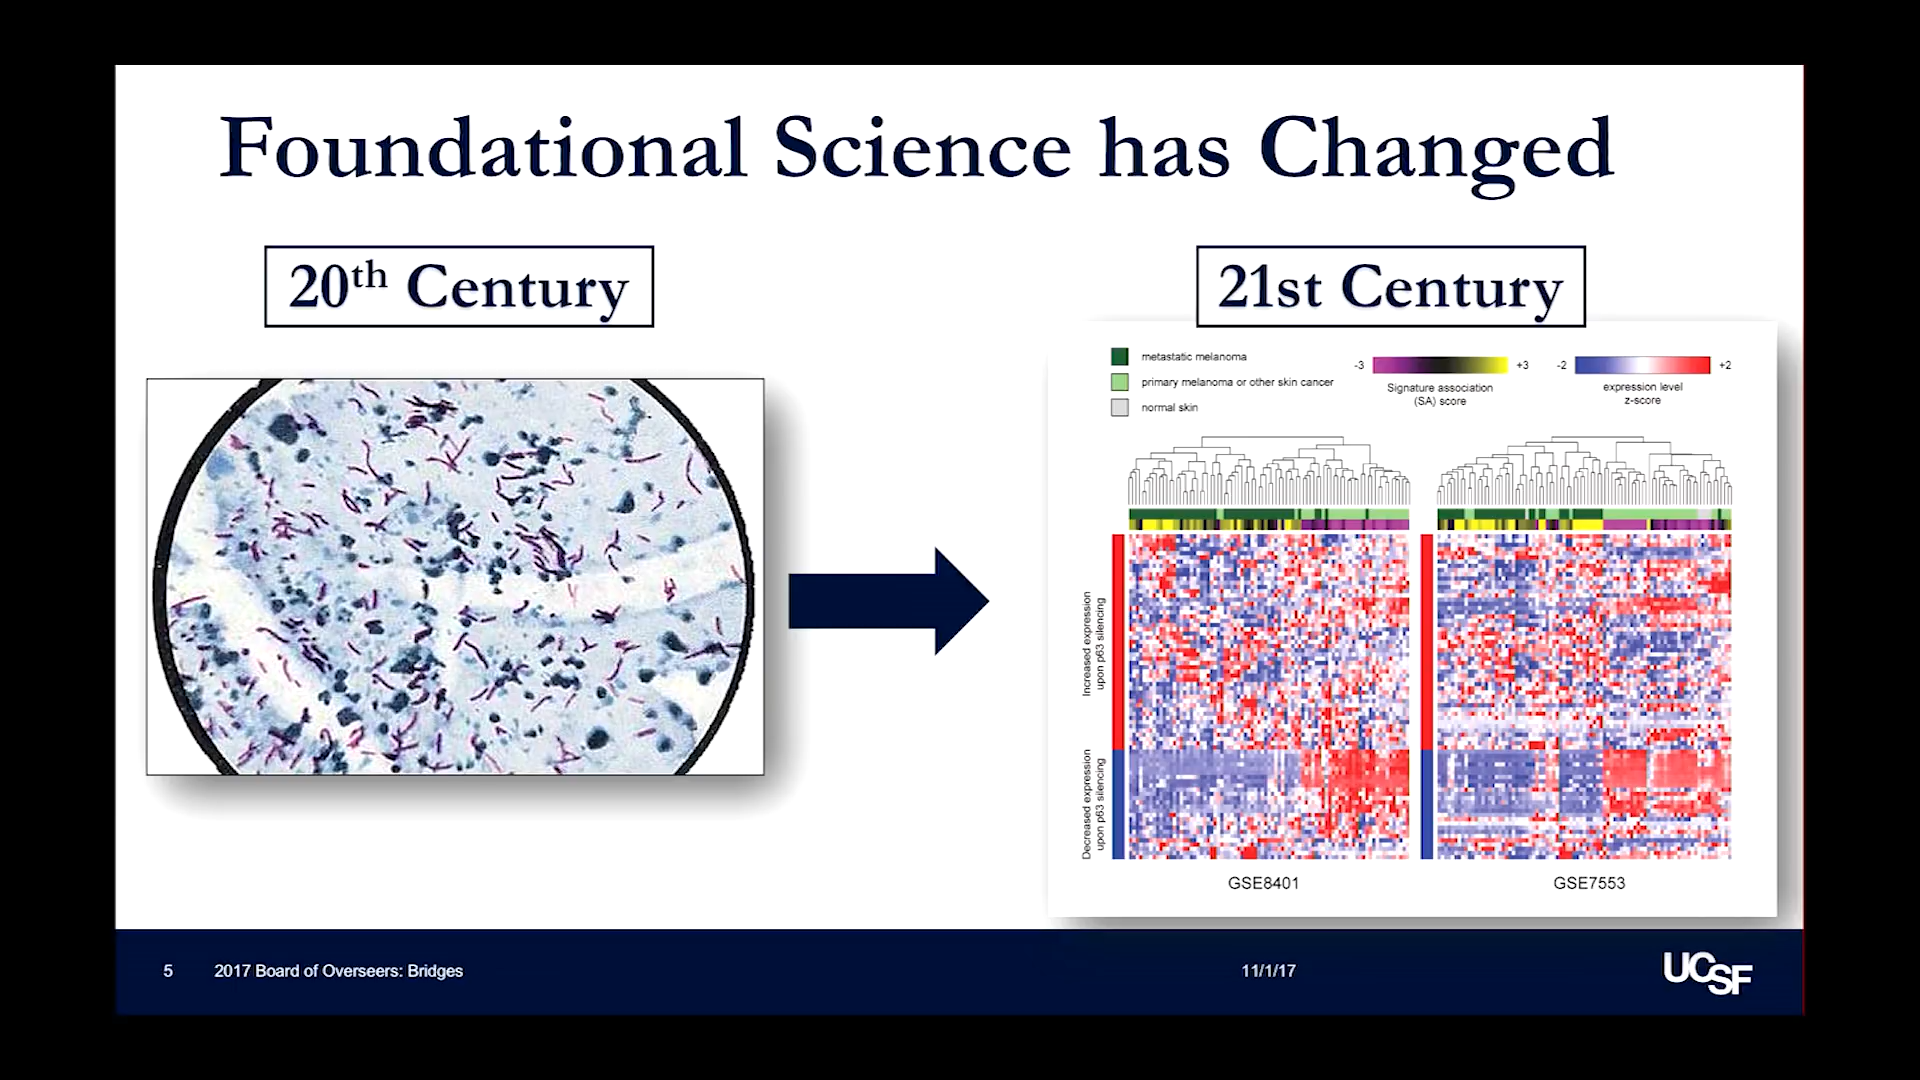 Foundational Science has Changed
20th Century
21st Century
metastatic melanoma
primary melanoma or other skin cancer
normal skin
-3
+3
Signature association
(SA) score
-2
+2
expression level
z-score
Increased expression
upon p63 silencing
Decreased expression
upon p63 silencing
GSE8401
GSE7553
5
2017 Board of Overseers: Bridges
11/1/17
UCSF